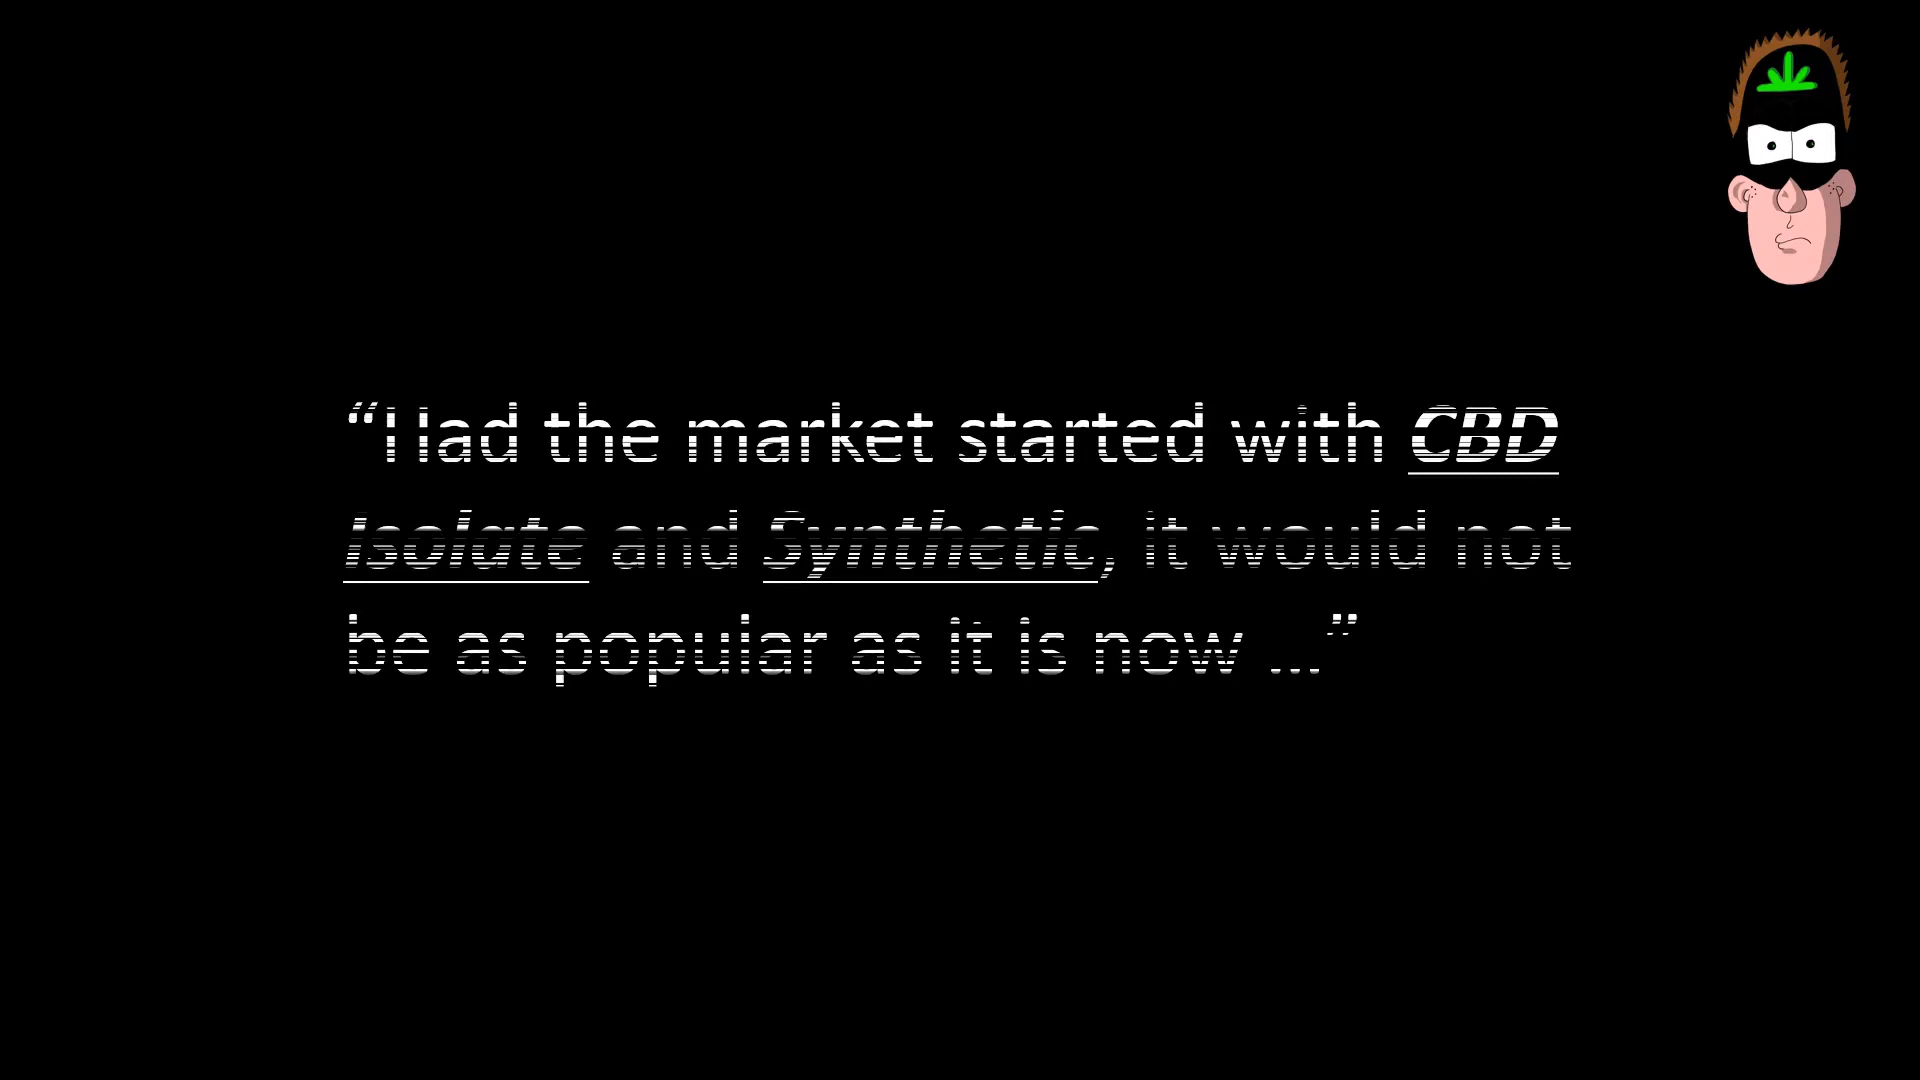 “Had the market started with CBD
Isolate and Synthetic, it would not
be as popular as it is now ...”